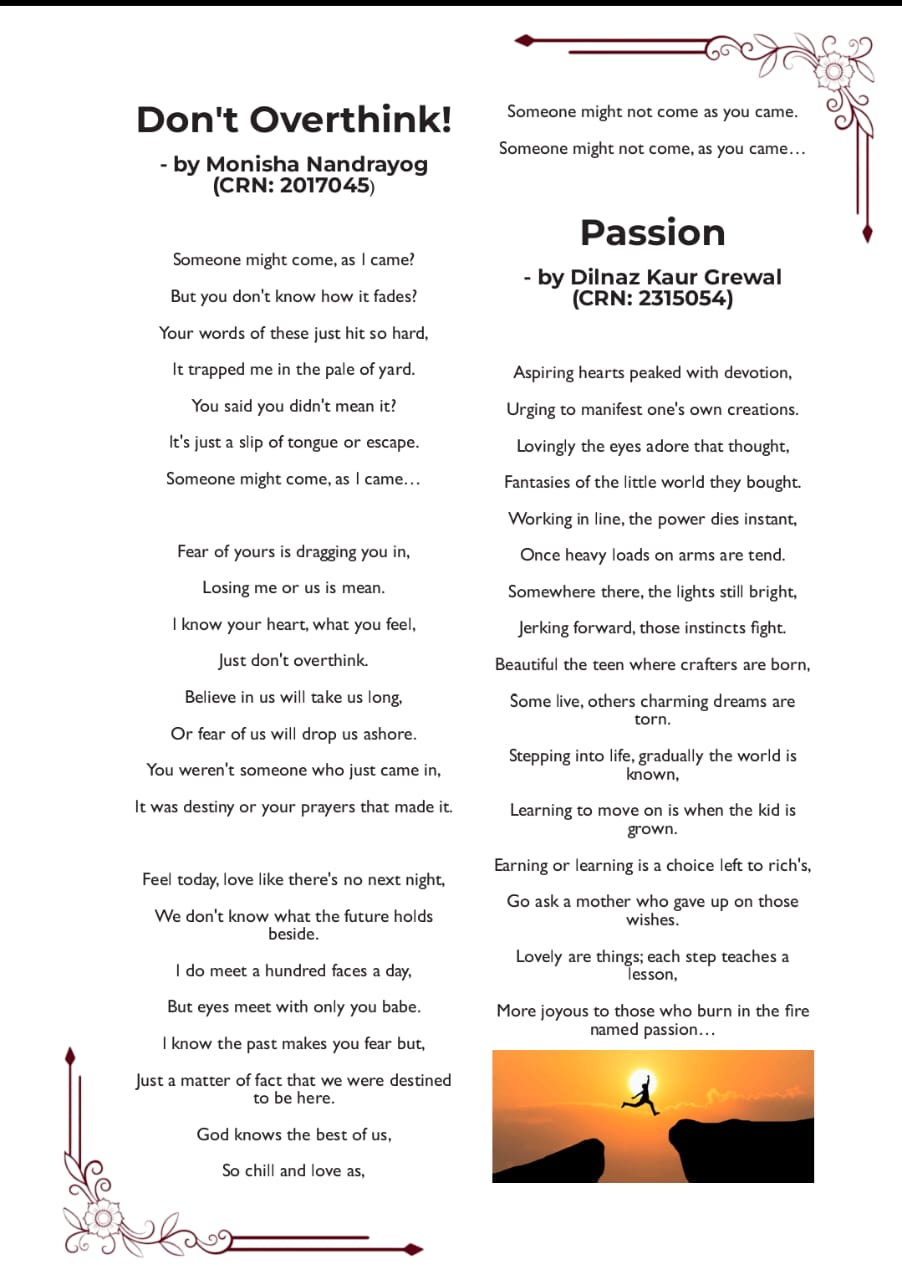 Don't Overthink!
- by Monisha Nandrayog
(CRN: 2017045)
Someone might come, as I came?
But you don't know how it fades?
Your words of these just hit so hard,
It trapped me in the pale of yard.
You said you didn't mean it?
It's just a slip of tongue or escape.
Someone might come, as I came…
Fear of yours is dragging you in,
Losing me or us is mean.
I know your heart, what you feel,
Just don't overthink.
Believe in us will take us long,
Or fear of us will drop us ashore.
You weren't someone who just came in,
It was destiny or your prayers that made it.
Feel today, love like there's no next night,
We don't know what the future holds
beside.
I do meet a hundred faces a day,
But eyes meet with only you babe.
I know the past makes you fear but,
Just a matter of fact that we were destined
to be here.
God knows the best of us,
So chill and love as,
Someone might not come as you came.
Someone might not come, as you came…
Passion
- by Dilnaz Kaur Grewal
(CRN: 2315054)
Aspiring hearts peaked with devotion,
Urging to manifest one's own creations.
Lovingly the eyes adore that thought,
Fantasies of the little world they bought.
Working in line, the power dies instant,
Once heavy loads on arms are tend.
Somewhere there, the lights still bright,
Jerking forward, those instincts fight.
Beautiful the teen where crafters are born,
Some live, others charming dreams are
torn.
Stepping into life, gradually the world is
known,
Learning to move on is when the kid is
grown.
Earning or learning is a choice left to rich's,
Go ask a mother who gave up on those
wishes.
Lovely are things; each step teaches a
lesson,
More joyous to those who burn in the fire
named passion…